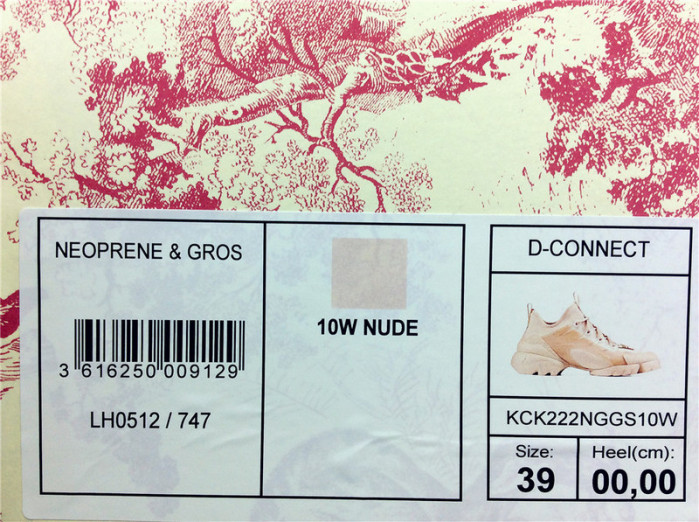 NEOPRENE & GROS
3 616250 009129
LH0512 / 747
10W NUDE
D-CONNECT
KCK222NGGS10W
Size:
39
Heel(cm):
00,00